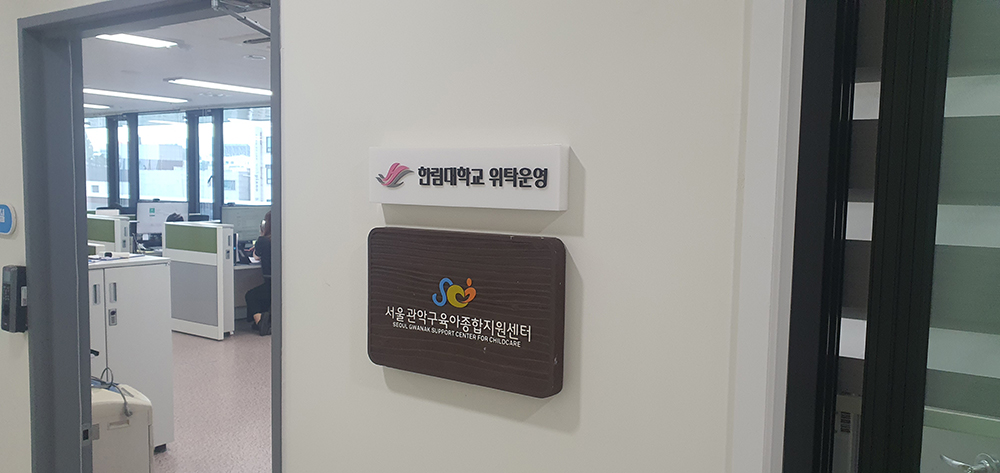 한림대학교 위탁운영
서울 관악구육아종합지원센터
SEOUL GWANAK SUPPORT CENTER FOR CHILDCARE